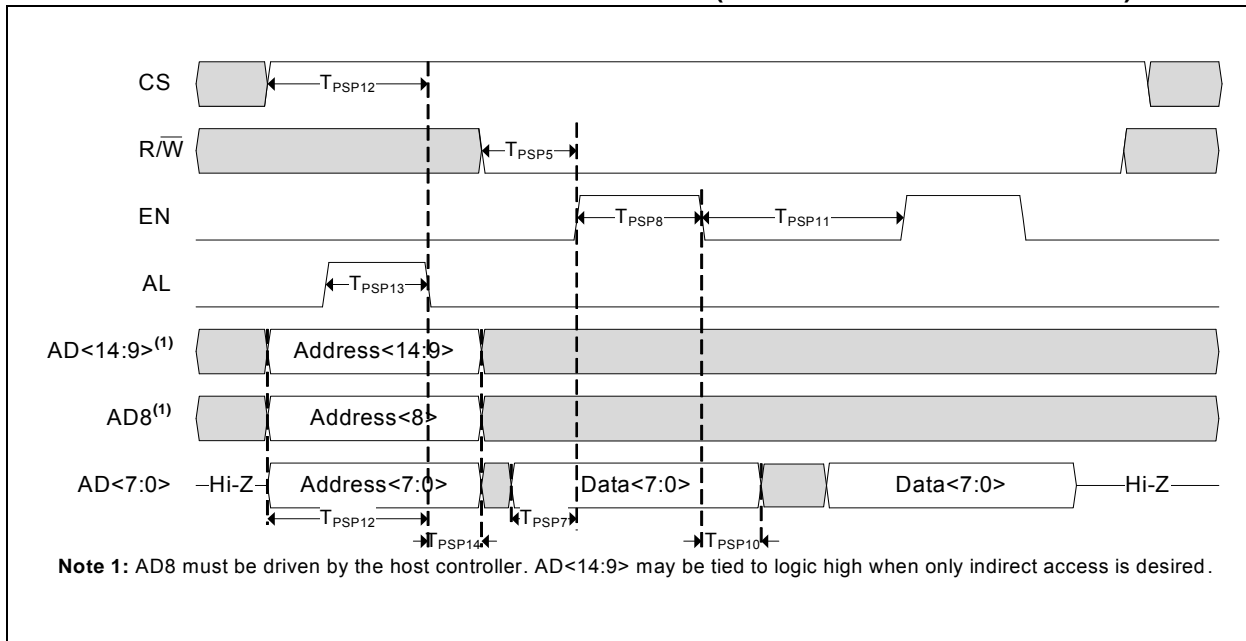 CS
T_PSP12
R/W̅
T_PSP5
EN
T_PSP8
T_PSP11
AL
T_PSP13
AD<14:9>(1)
Address<14:9>
AD8(1)
Address<8>
AD<7:0>
Hi-Z
Address<7:0>
Data<7:0>
Data<7:0>
Hi-Z
T_PSP12
T_PSP7
T_PSP14
T_PSP10
Note 1: AD8 must be driven by the host controller. AD<14:9> may be tied to logic high when only indirect access is desired.